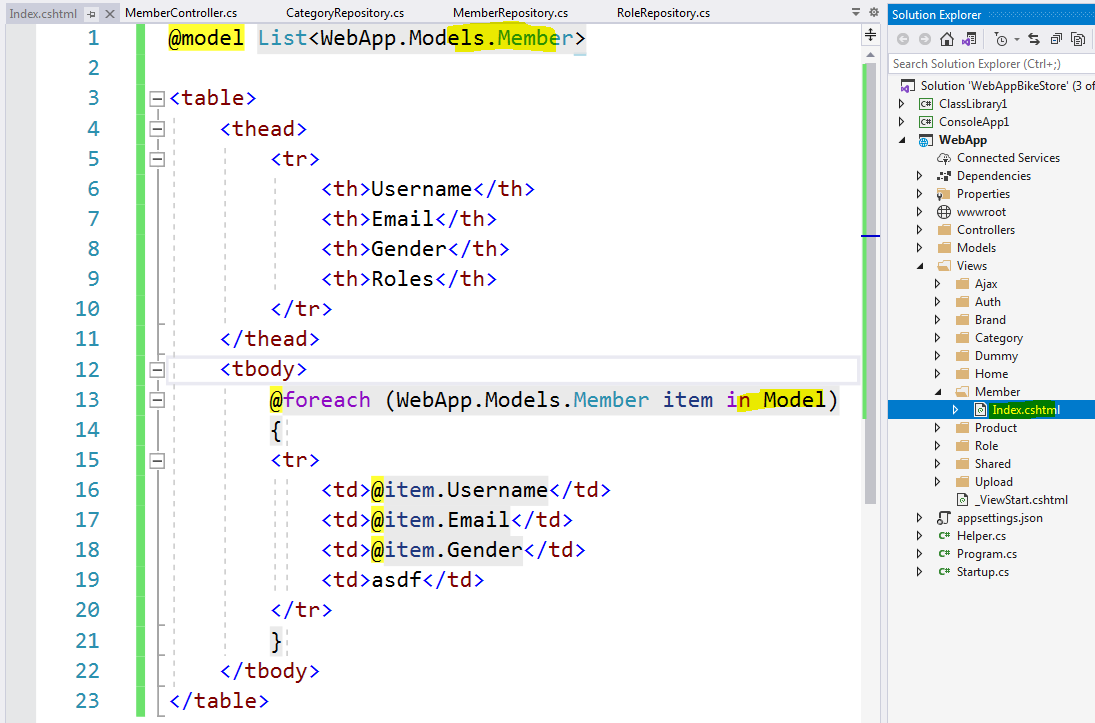 Index.cshtml MemberController.cs CategoryRepository.cs MemberRepository.cs RoleRepository.cs
1 @model List<WebApp.Models.Member>
2
3 <table>
4 <thead>
5 <tr>
6 <th>Username</th>
7 <th>Email</th>
8 <th>Gender</th>
9 <th>Roles</th>
10 </tr>
11 </thead>
12 <tbody>
13 @foreach (WebApp.Models.Member item in Model)
14 {
15 <tr>
16 <td>@item.Username</td>
17 <td>@item.Email</td>
18 <td>@item.Gender</td>
19 <td>asdf</td>
20 </tr>
21 }
22 </tbody>
23 </table>
Solution Explorer
Search Solution Explorer (Ctrl+;)
Solution 'WebAppBikeStore' (3 of
C# ClassLibrary1
C# ConsoleApp1
WebApp
Connected Services
Dependencies
Properties
wwwroot
Controllers
Models
Views
Ajax
Auth
Brand
Category
Dummy
Home
Member
Index.cshtml
Product
Role
Shared
Upload
_ViewStart.cshtml
appsettings.json
C# Helper.cs
C# Program.cs
C# Startup.cs